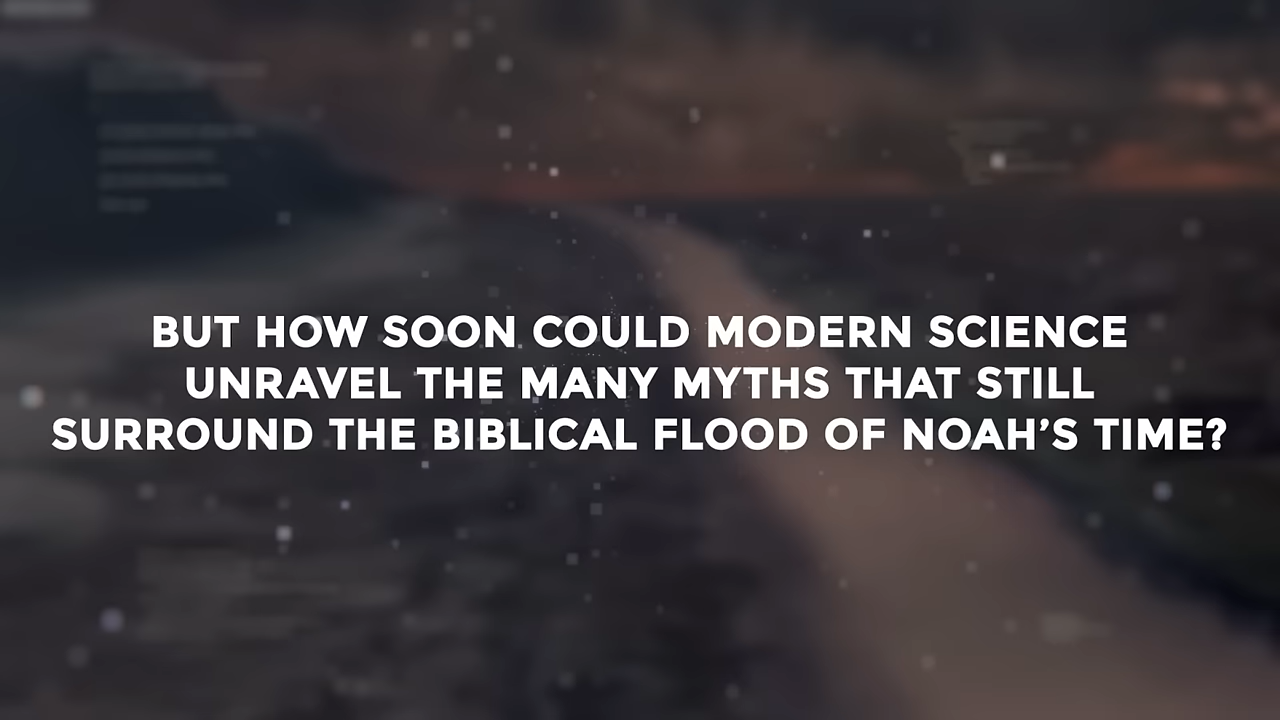 BUT HOW SOON COULD MODERN SCIENCE
UNRAVEL THE MANY MYTHS THAT STILL
SURROUND THE BIBLICAL FLOOD OF NOAH’S TIME?